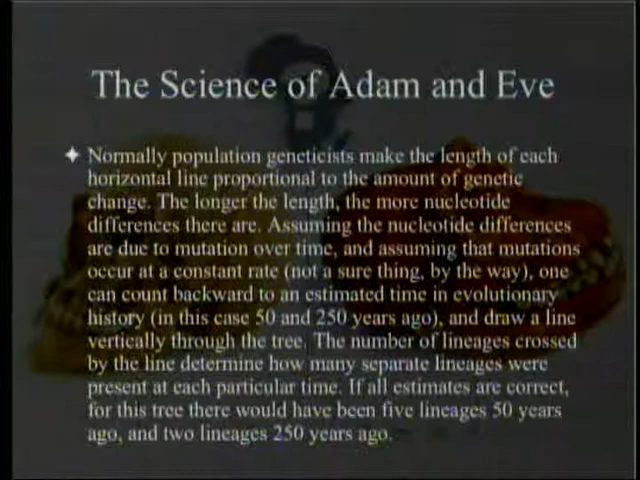 The Science of Adam and Eve
Normally population geneticists make the length of each
horizontal line proportional to the amount of genetic
change. The longer the length, the more nucleotide
differences there are. Assuming the nucleotide differences
are due to mutation over time, and assuming that mutations
occur at a constant rate (not a sure thing, by the way), one
can count backward to an estimated time in evolutionary
history (in this case 50 and 250 years ago), and draw a line
vertically through the tree. The number of lineages crossed
by the line determine how many separate lineages were
present at each particular time. If all estimates are correct,
for this tree there would have been five lineages 50 years
ago, and two lineages 250 years ago.